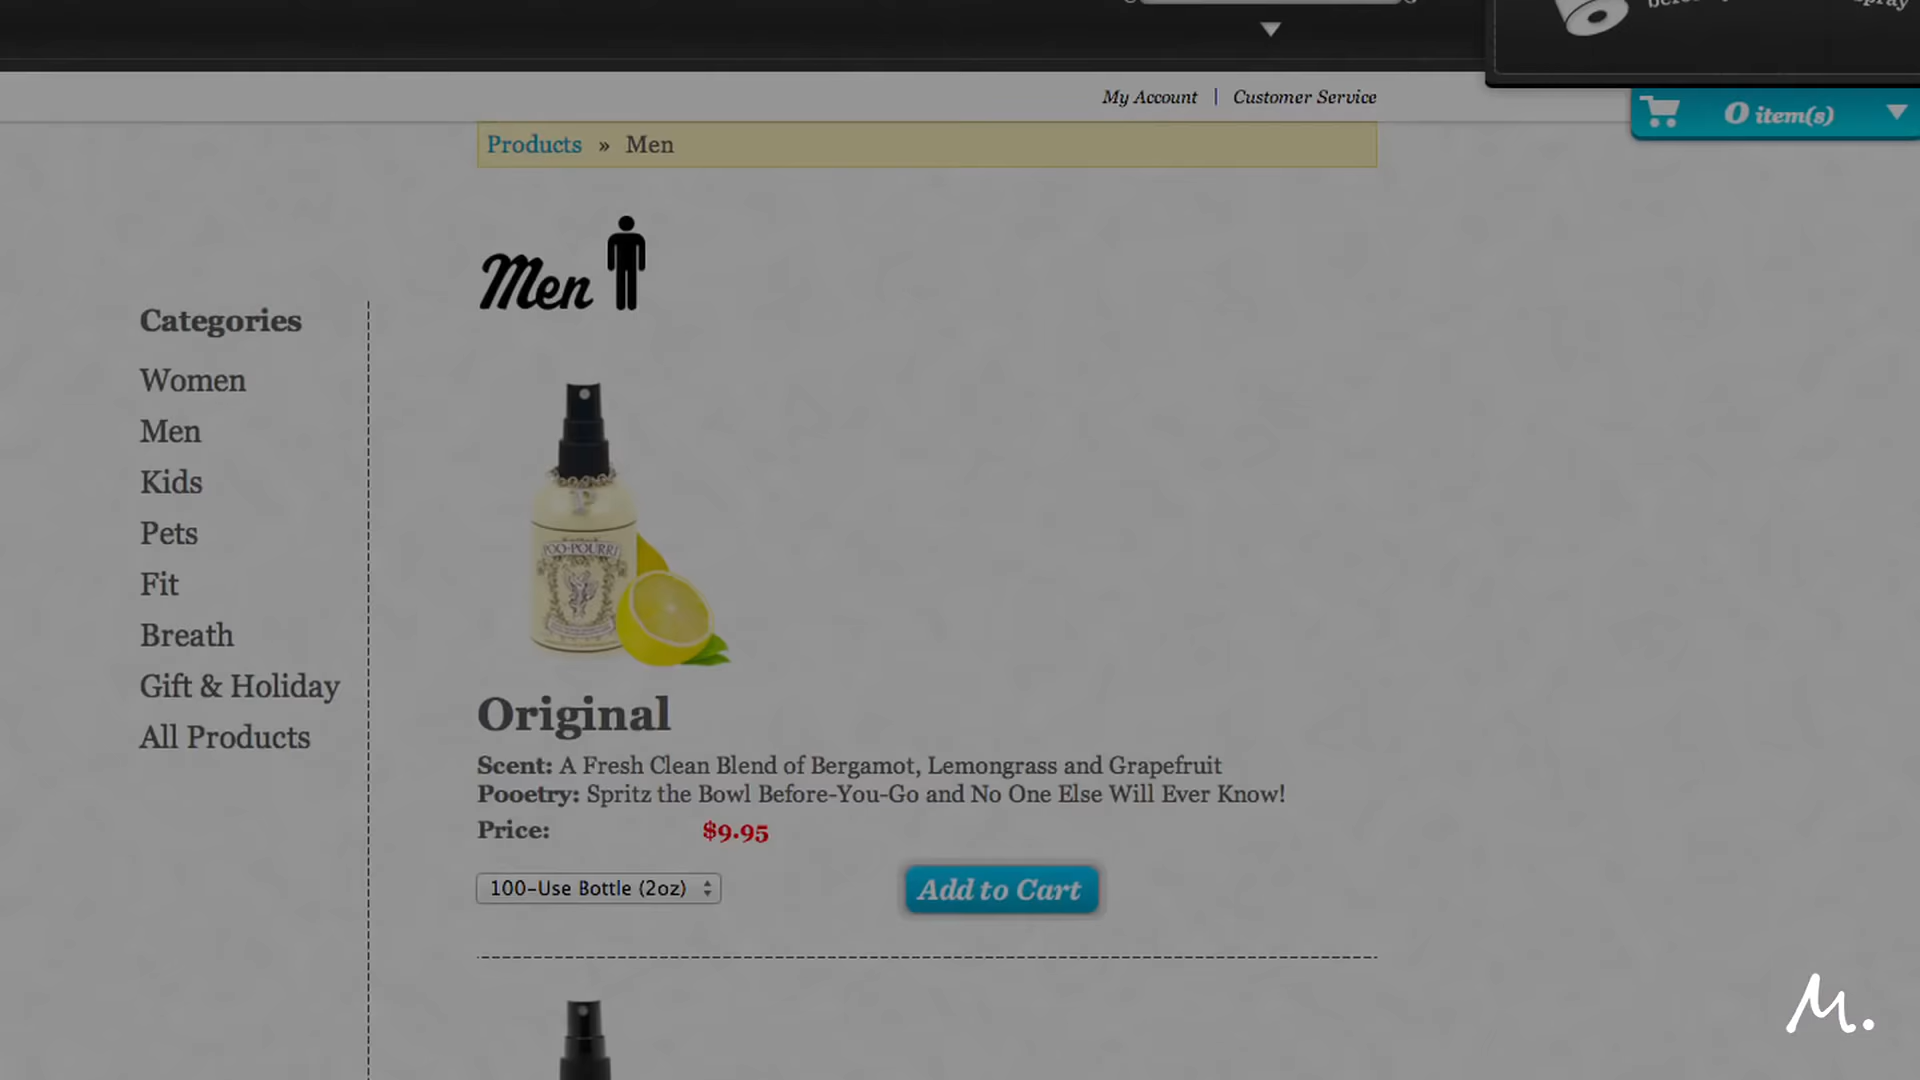 My Account | Customer Service
0 item(s)
Products » Men
Men
Categories
Women
Men
Kids
Pets
Fit
Breath
Gift & Holiday
All Products
POO-POURRI
Original
Scent: A Fresh Clean Blend of Bergamot, Lemongrass and Grapefruit
Pooetry: Spritz the Bowl Before-You-Go and No One Else Will Ever Know!
Price: $9.95
100-Use Bottle (2oz)
Add to Cart
M.